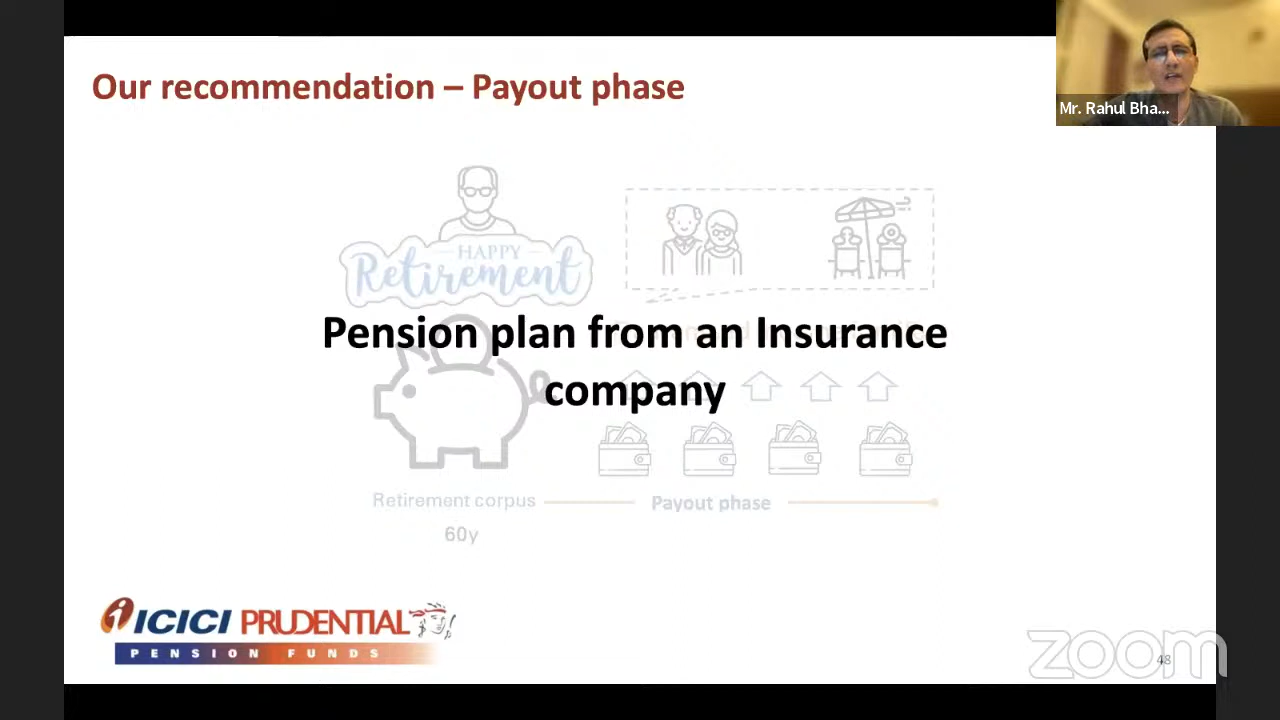 Our recommendation – Payout phase
Mr. Rahul Bha...
HAPPY
Retirement
Pension plan from an Insurance
company
Retirement corpus
Payout phase
60y
ICICI PRUDENTIAL
PENSION FUNDS
zoom
48